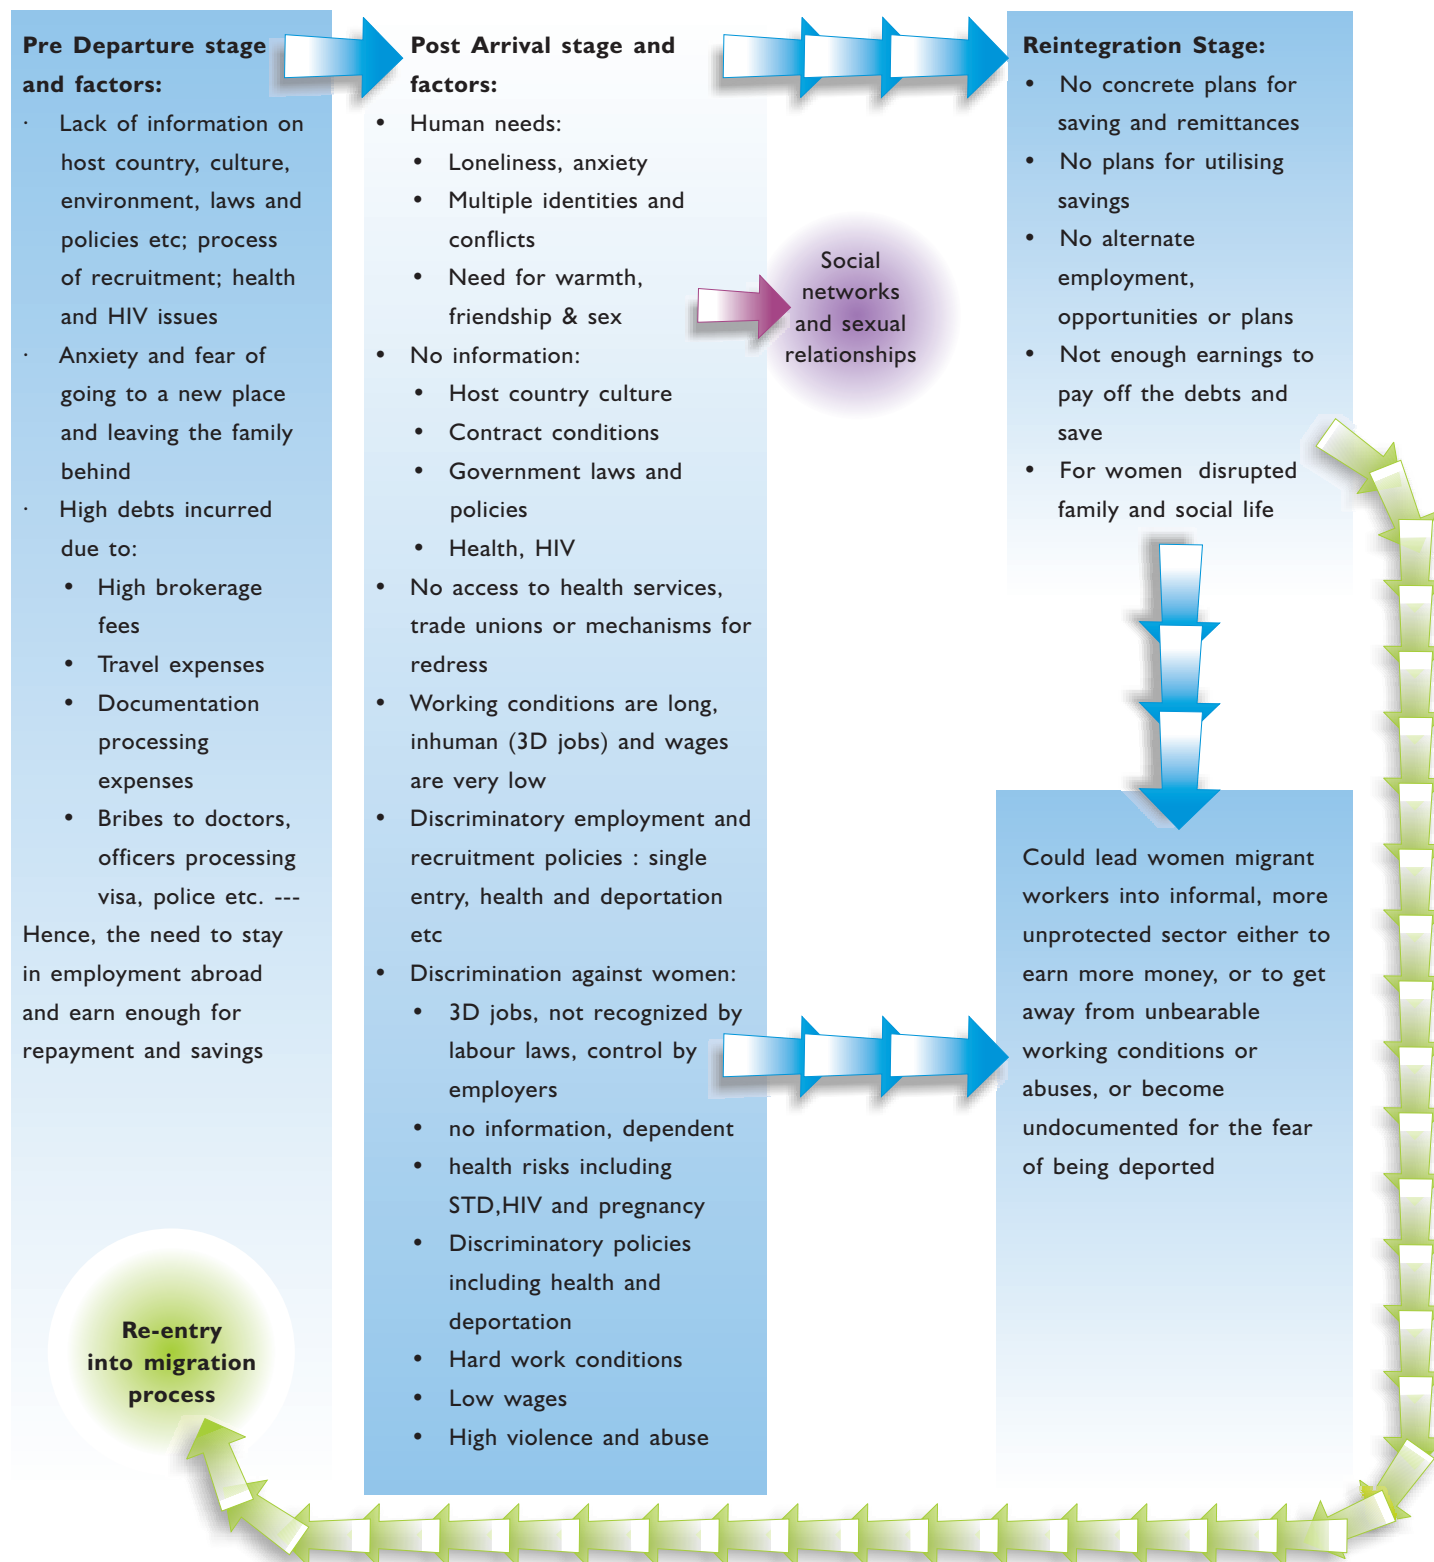 Pre Departure stage
and factors:
· Lack of information on
host country, culture,
environment, laws and
policies etc; process
of recruitment; health
and HIV issues
· Anxiety and fear of
going to a new place
and leaving the family
behind
· High debts incurred
due to:
• High brokerage
fees
• Travel expenses
• Documentation
processing
expenses
• Bribes to doctors,
officers processing
visa, police etc. ---
Hence, the need to stay
in employment abroad
and earn enough for
repayment and savings
Re-entry
into migration
process
Post Arrival stage and
factors:
• Human needs:
• Loneliness, anxiety
• Multiple identities and
conflicts
• Need for warmth,
friendship & sex
• No information:
• Host country culture
• Contract conditions
• Government laws and
policies
• Health, HIV
• No access to health services,
trade unions or mechanisms for
redress
• Working conditions are long,
inhuman (3D jobs) and wages
are very low
• Discriminatory employment and
recruitment policies : single
entry, health and deportation
etc
• Discrimination against women:
• 3D jobs, not recognized by
labour laws, control by
employers
• no information, dependent
• health risks including
STD,HIV and pregnancy
• Discriminatory policies
including health and
deportation
• Hard work conditions
• Low wages
• High violence and abuse
Social
networks
and sexual
relationships
Reintegration Stage:
• No concrete plans for
saving and remittances
• No plans for utilising
savings
• No alternate
employment,
opportunities or plans
• Not enough earnings to
pay off the debts and
save
• For women disrupted
family and social life
Could lead women migrant
workers into informal, more
unprotected sector either to
earn more money, or to get
away from unbearable
working conditions or
abuses, or become
undocumented for the fear
of being deported